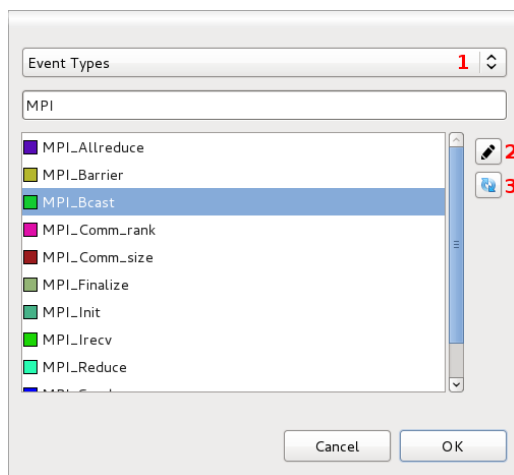 Event Types 1
MPI
MPI_Allreduce
MPI_Barrier
2
MPI_Bcast
3
MPI_Comm_rank
MPI_Comm_size
MPI_Finalize
MPI_Init
MPI_Irecv
MPI_Reduce
Cancel
OK